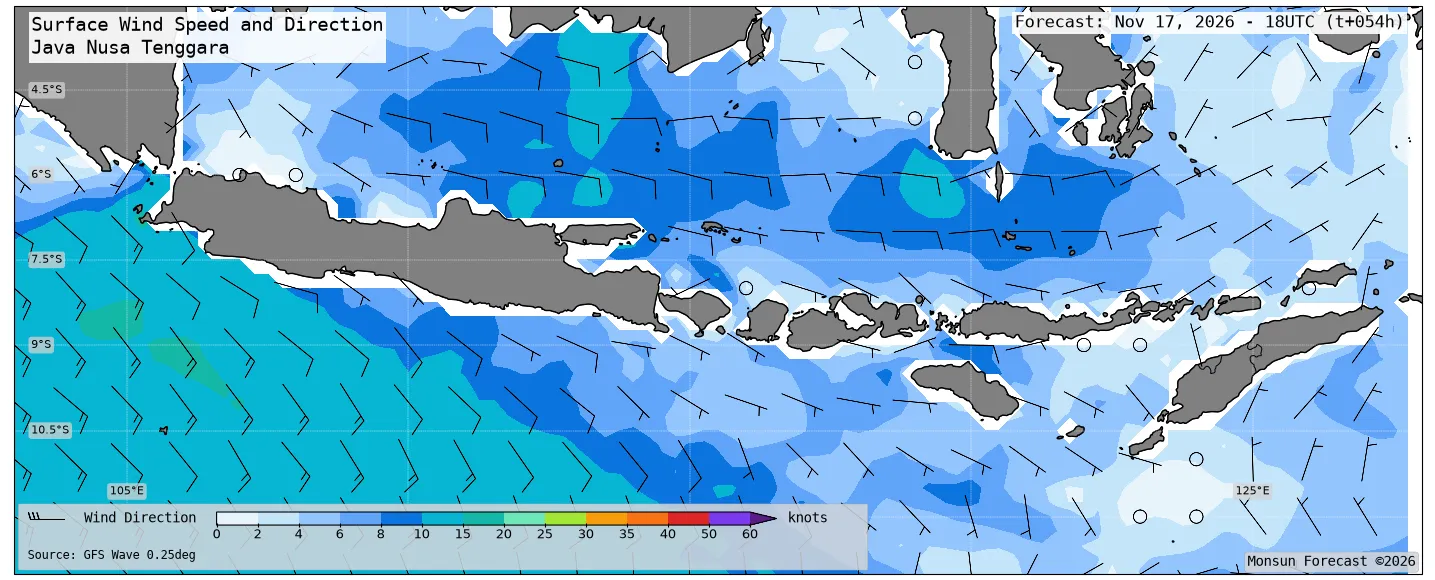 Surface Wind Speed and Direction
Java Nusa Tenggara
Forecast: Nov 17, 2026 - 18UTC (t+054h)
4.5°S
6°S
7.5°S
9°S
10.5°S
105°E
125°E
Wind Direction
knots
0 2 4 6 8 10 15 20 25 30 35 40 50 60
Source: GFS Wave 0.25deg
Monsun Forecast ©2026